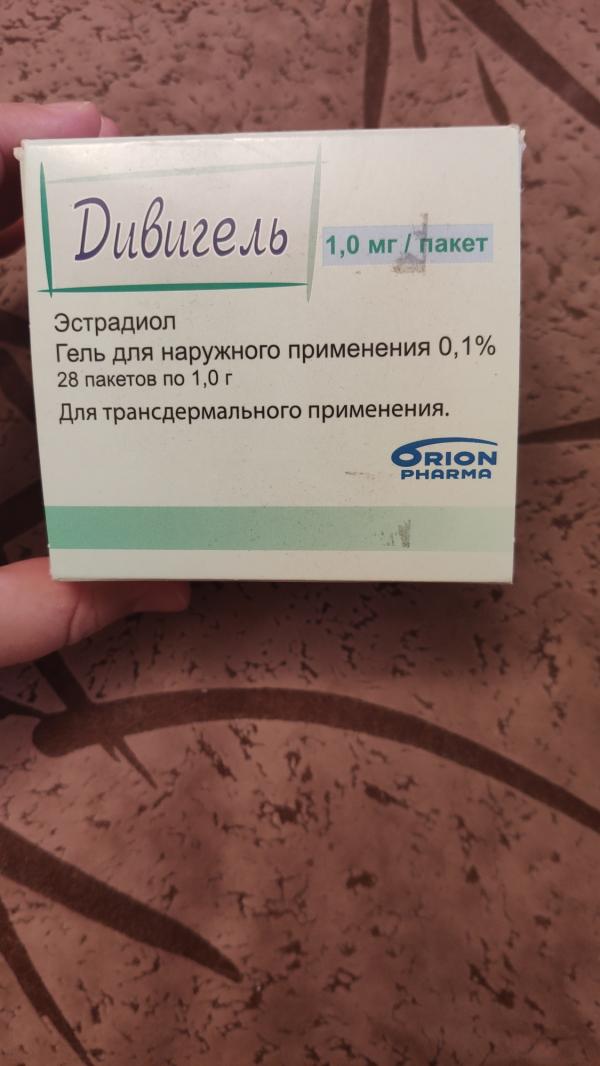 Дивигель
1,0 мг / пакет
Эстрадиол
Гель для наружного применения 0,1%
28 пакетов по 1,0 г
Для трансдермального применения.
ORION
PHARMA